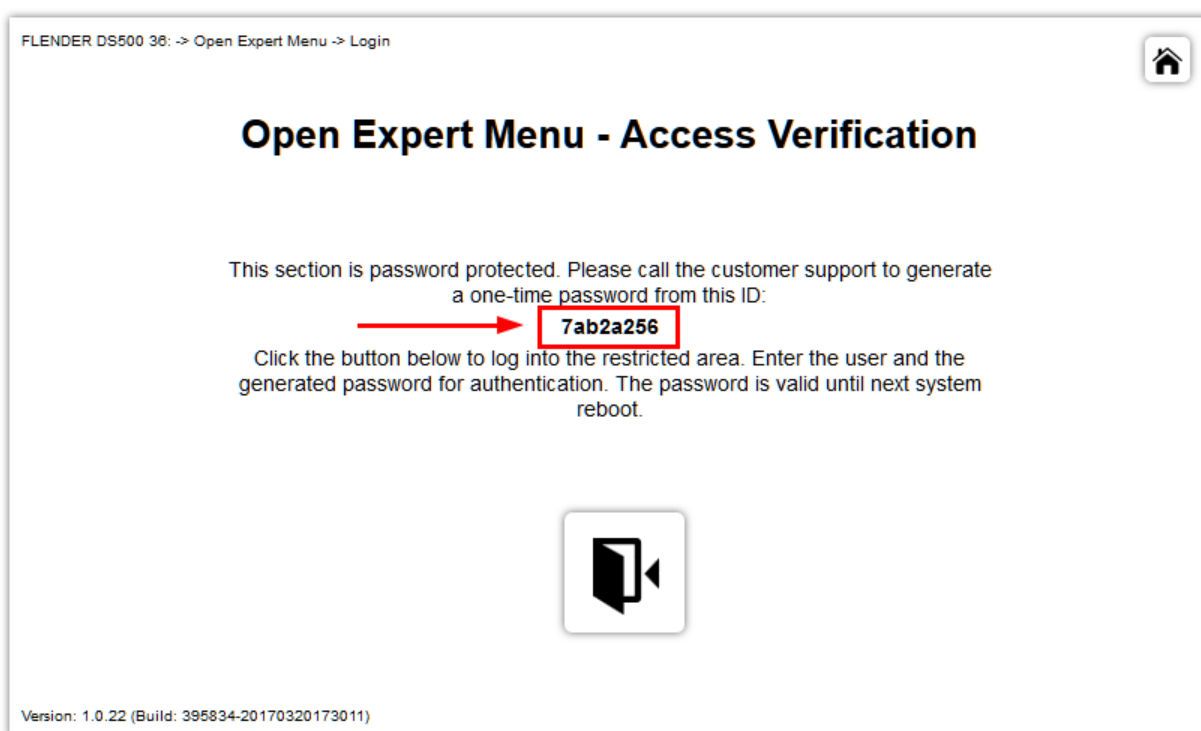 FLENDER DS500 36: -> Open Expert Menu -> Login
Open Expert Menu - Access Verification
This section is password protected. Please call the customer support to generate
a one-time password from this ID:
7ab2a256
Click the button below to log into the restricted area. Enter the user and the
generated password for authentication. The password is valid until next system
reboot.
Version: 1.0.22 (Build: 395834-20170320173011)